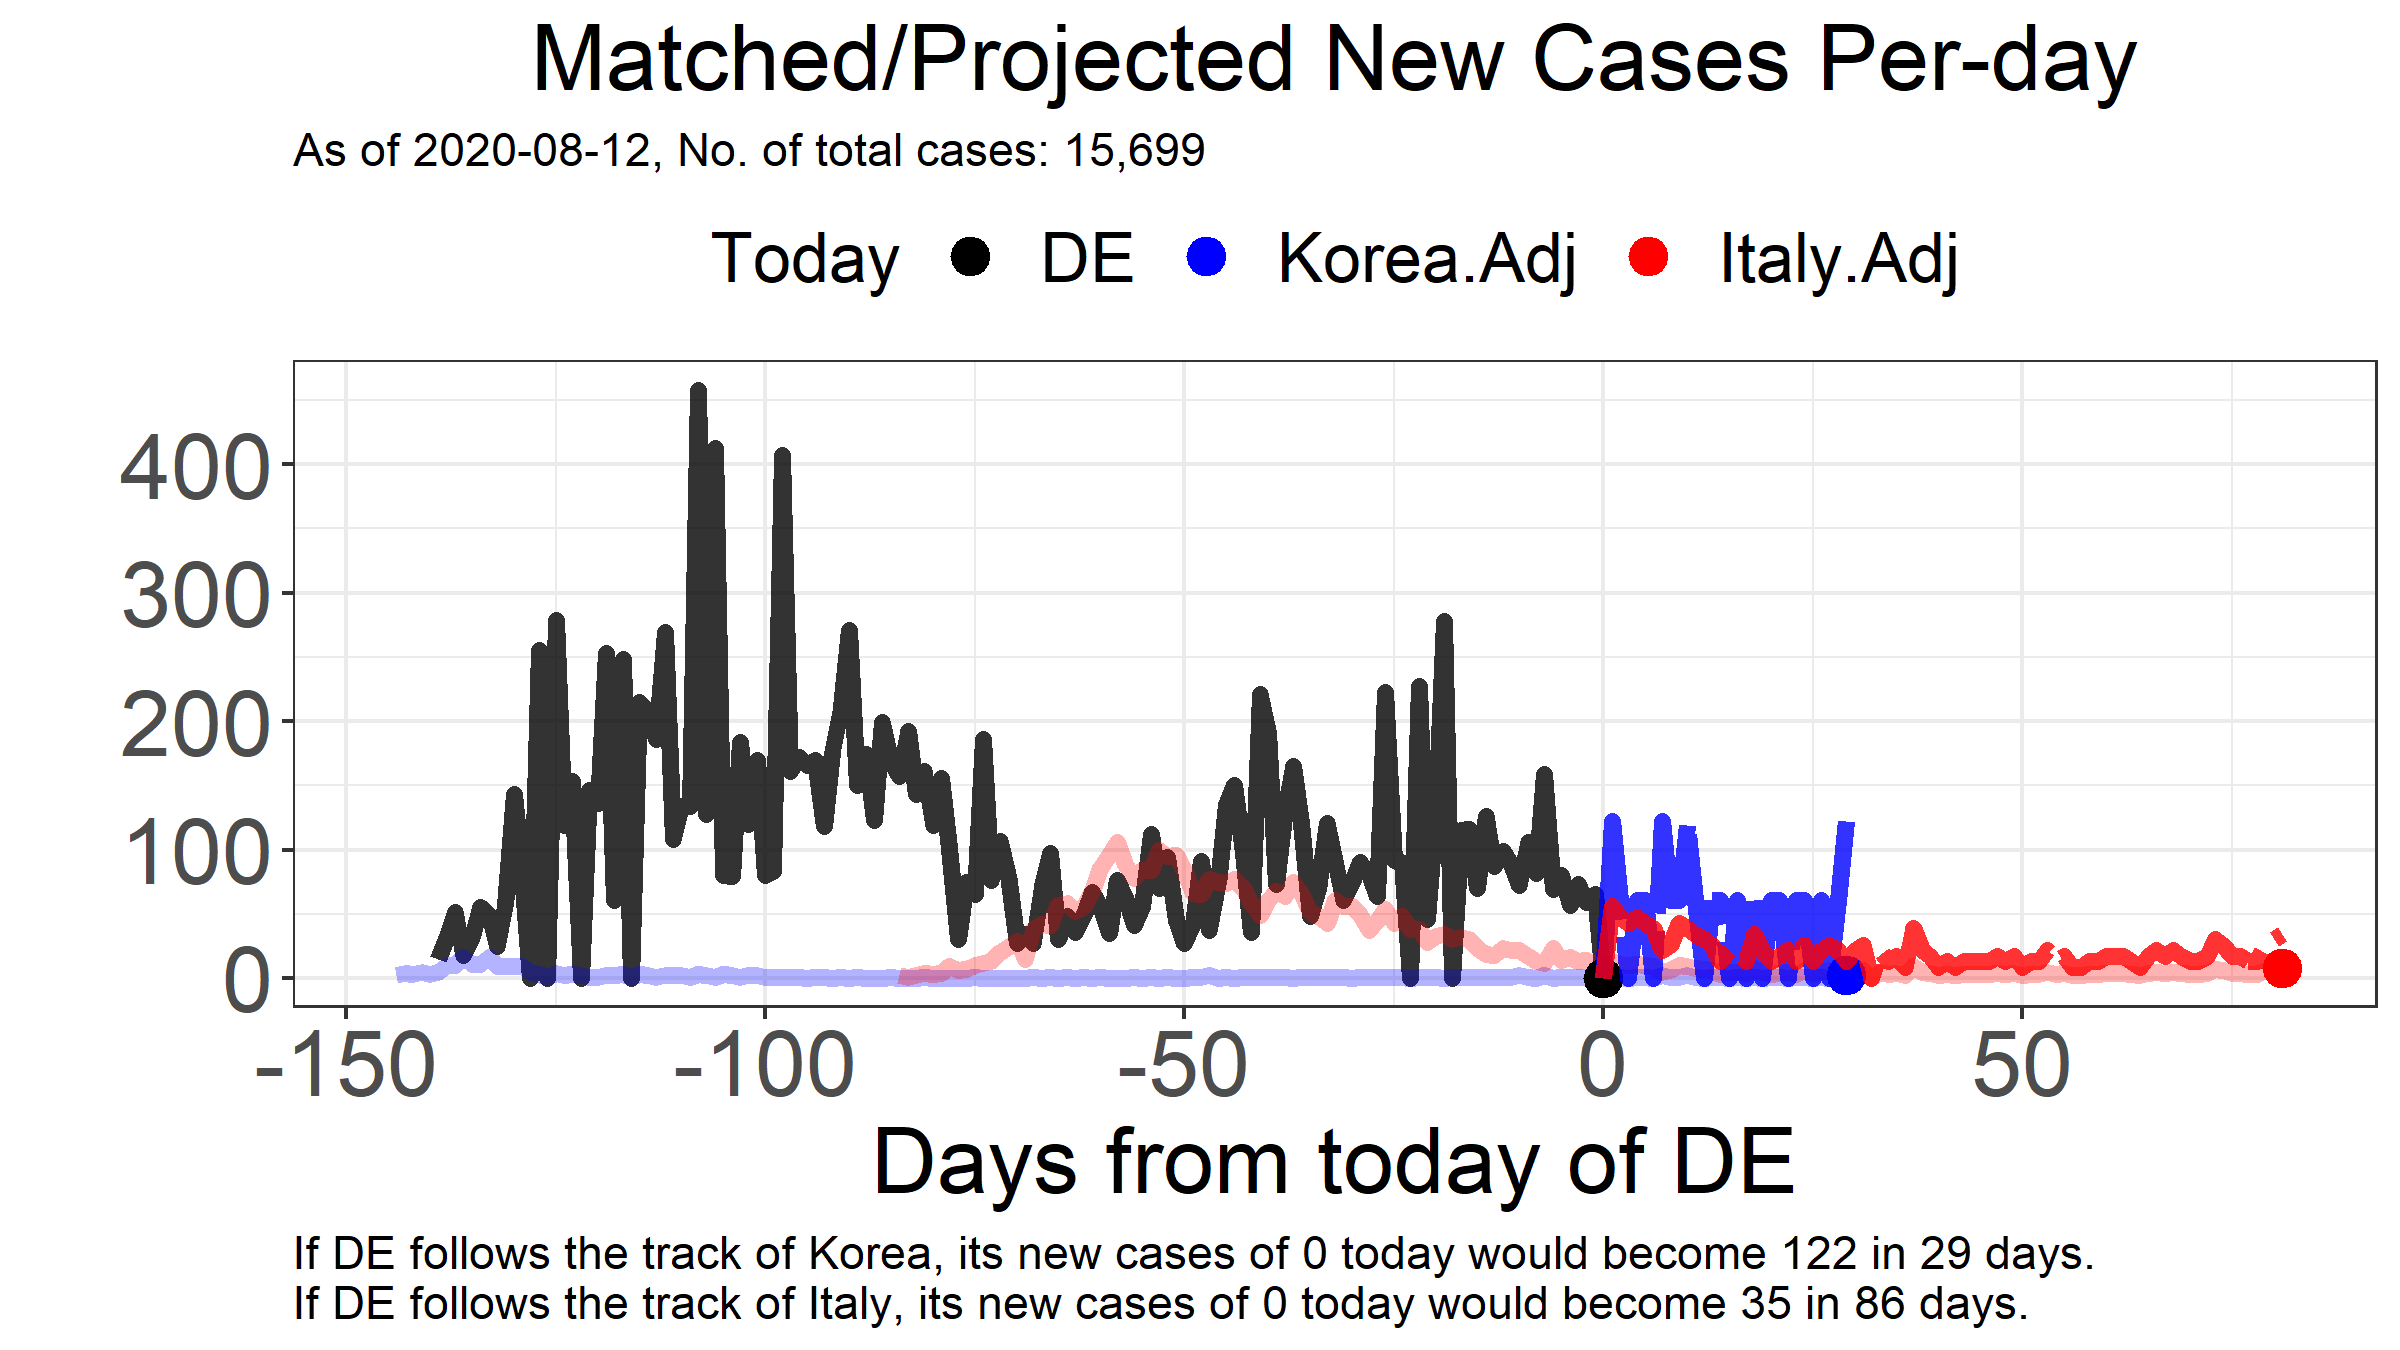 Matched/Projected New Cases Per-day
As of 2020-08-12, No. of total cases: 15,699
Today DE Korea.Adj Italy.Adj
400
300
200
100
0
-150 -100 -50 0 50
Days from today of DE
If DE follows the track of Korea, its new cases of 0 today would become 122 in 29 days.
If DE follows the track of Italy, its new cases of 0 today would become 35 in 86 days.